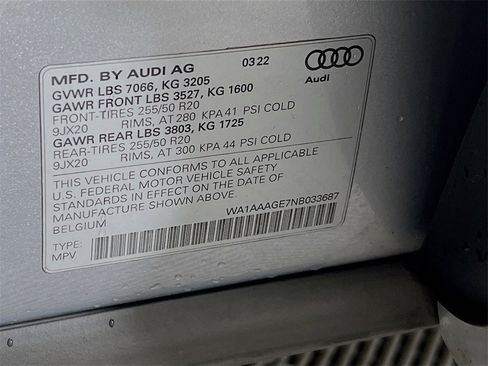 MFD. BY AUDI AG 03 22
GVWR LBS 7066, KG 3205
GAWR FRONT LBS 3527, KG 1600
FRONT-TIRES 255/50 R20
9JX20 RIMS, AT 280 KPA 41 PSI COLD
GAWR REAR LBS 3803, KG 1725
REAR-TIRES 255/50 R20
9JX20 RIMS, AT 300 KPA 44 PSI COLD
Audi
THIS VEHICLE CONFORMS TO ALL APPLICABLE
U.S. FEDERAL MOTOR VEHICLE SAFETY
STANDARDS IN EFFECT ON THE DATE OF
MANUFACTURE SHOWN ABOVE.
BELGIUM
WA1AAAGE7NB033687
TYPE:
MPV